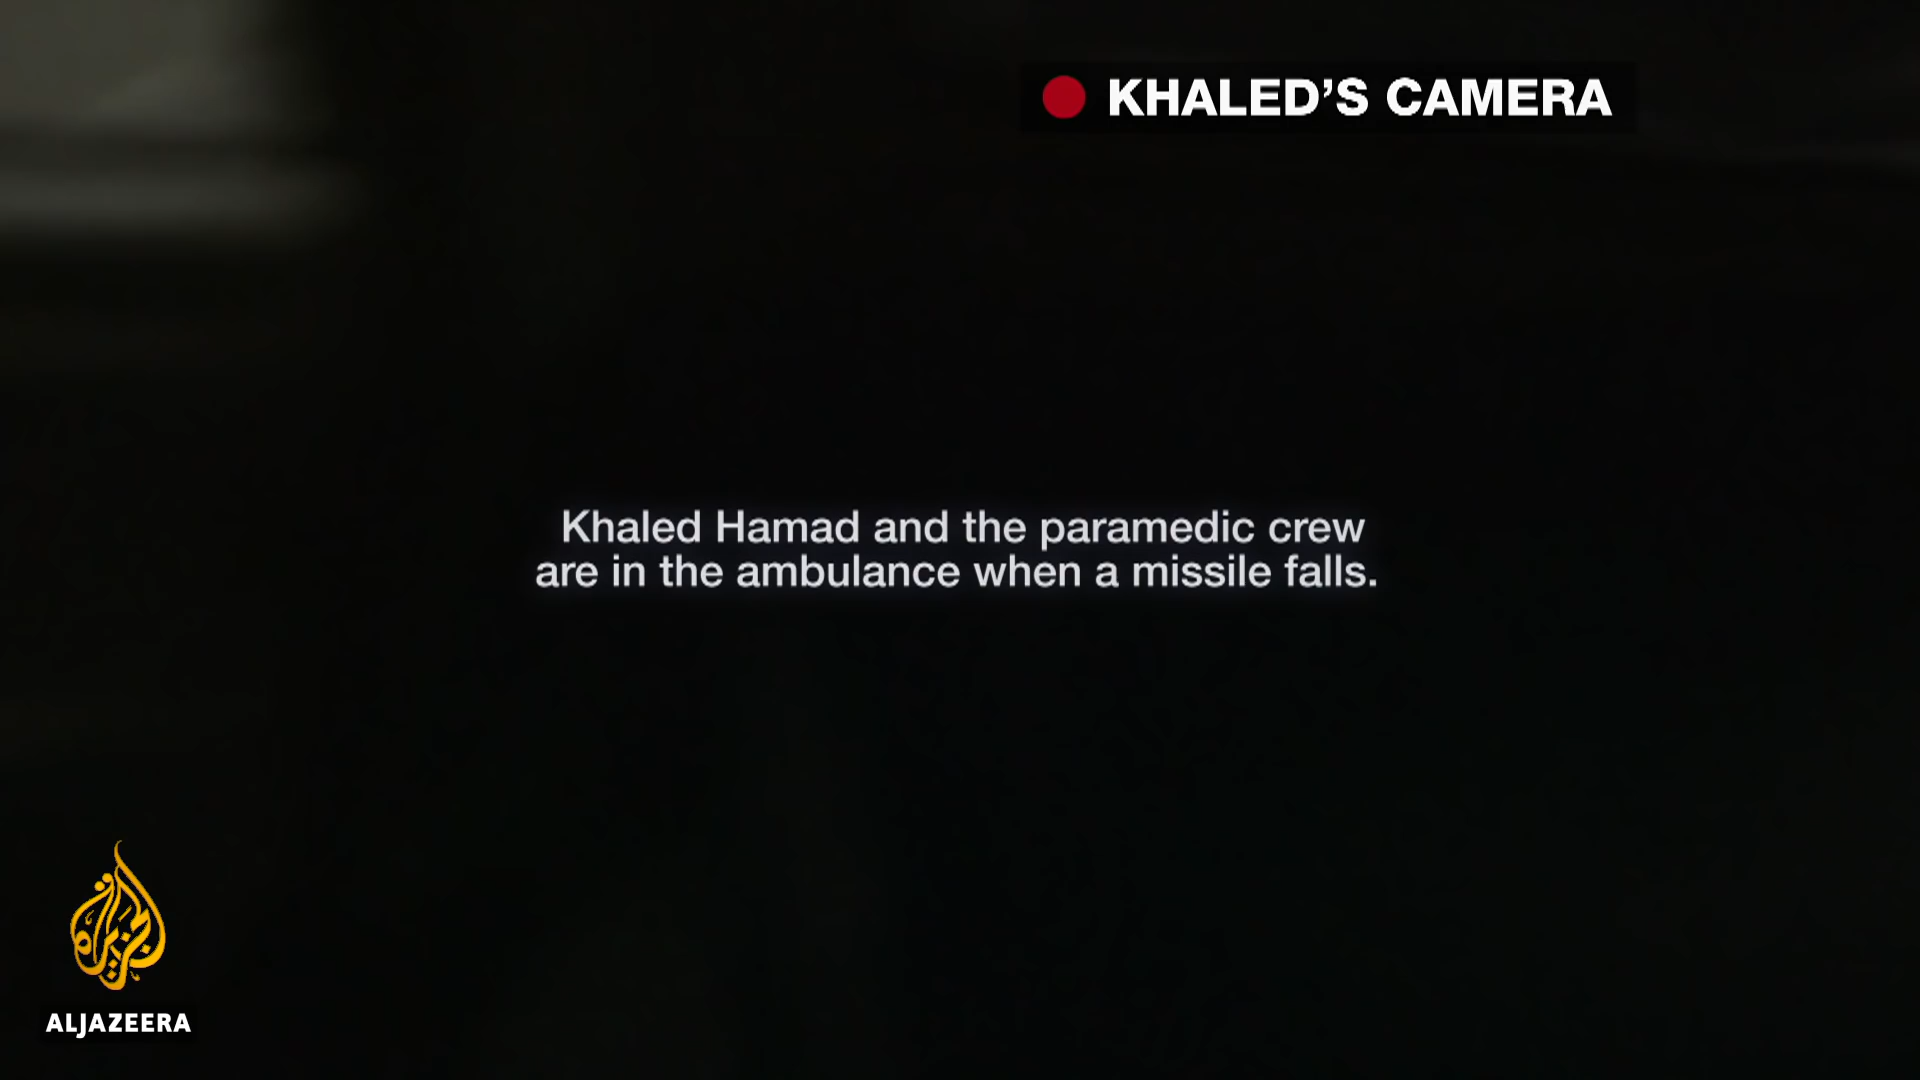 KHALED’S CAMERA
Khaled Hamad and the paramedic crew
are in the ambulance when a missile falls.
الجزيرة
ALJAZEERA